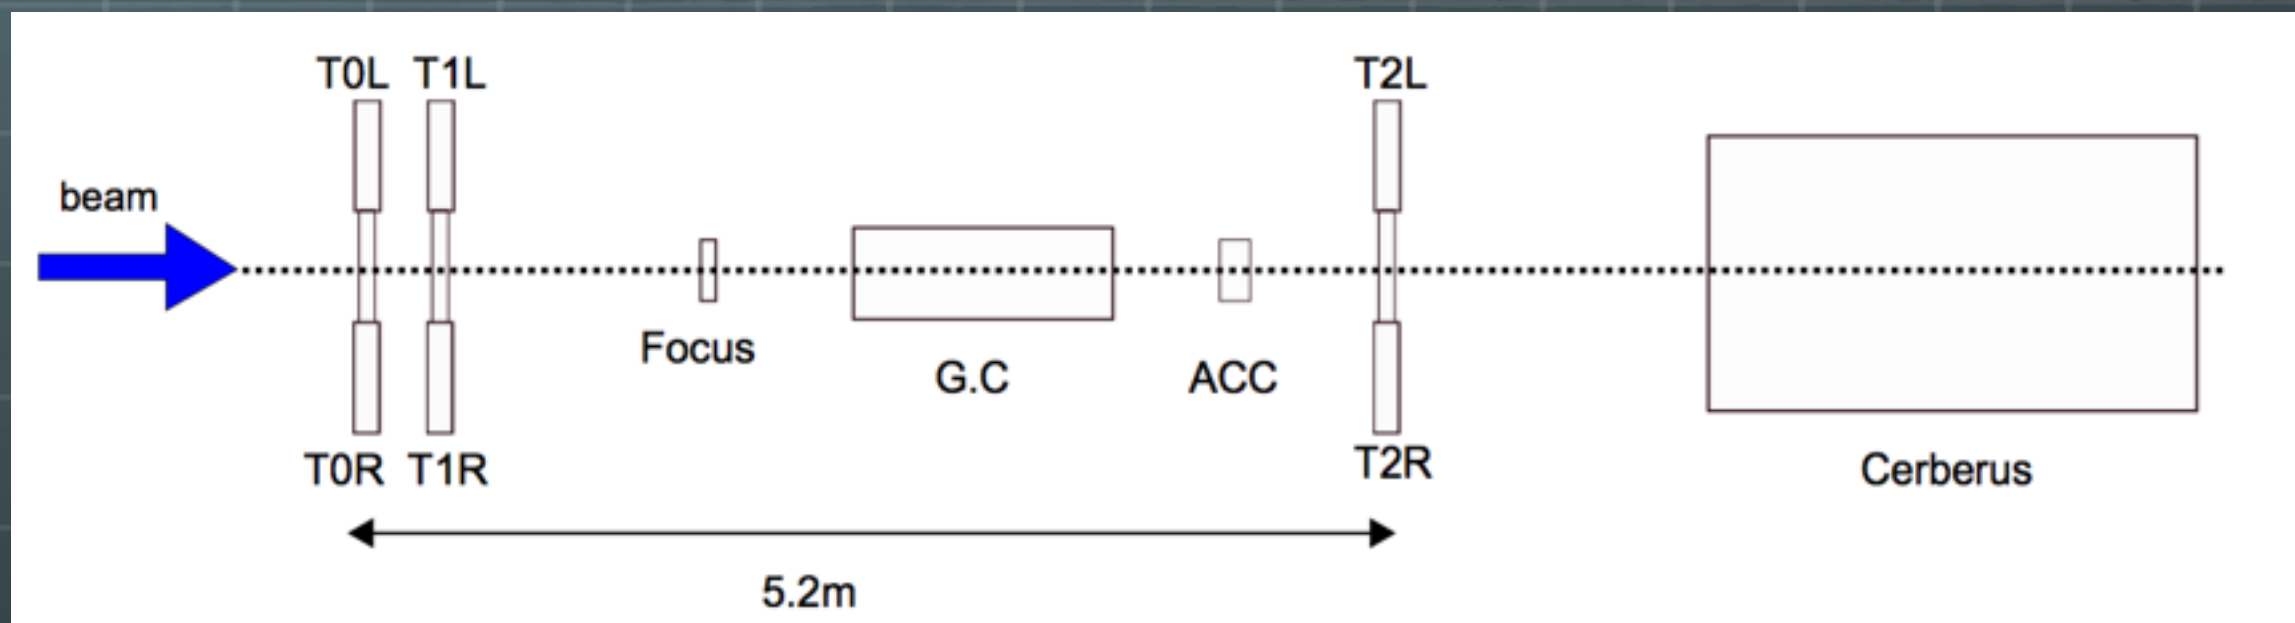 T0L T1L
T2L
beam
Focus
G.C
ACC
T0R T1R
T2R
Cerberus
5.2m